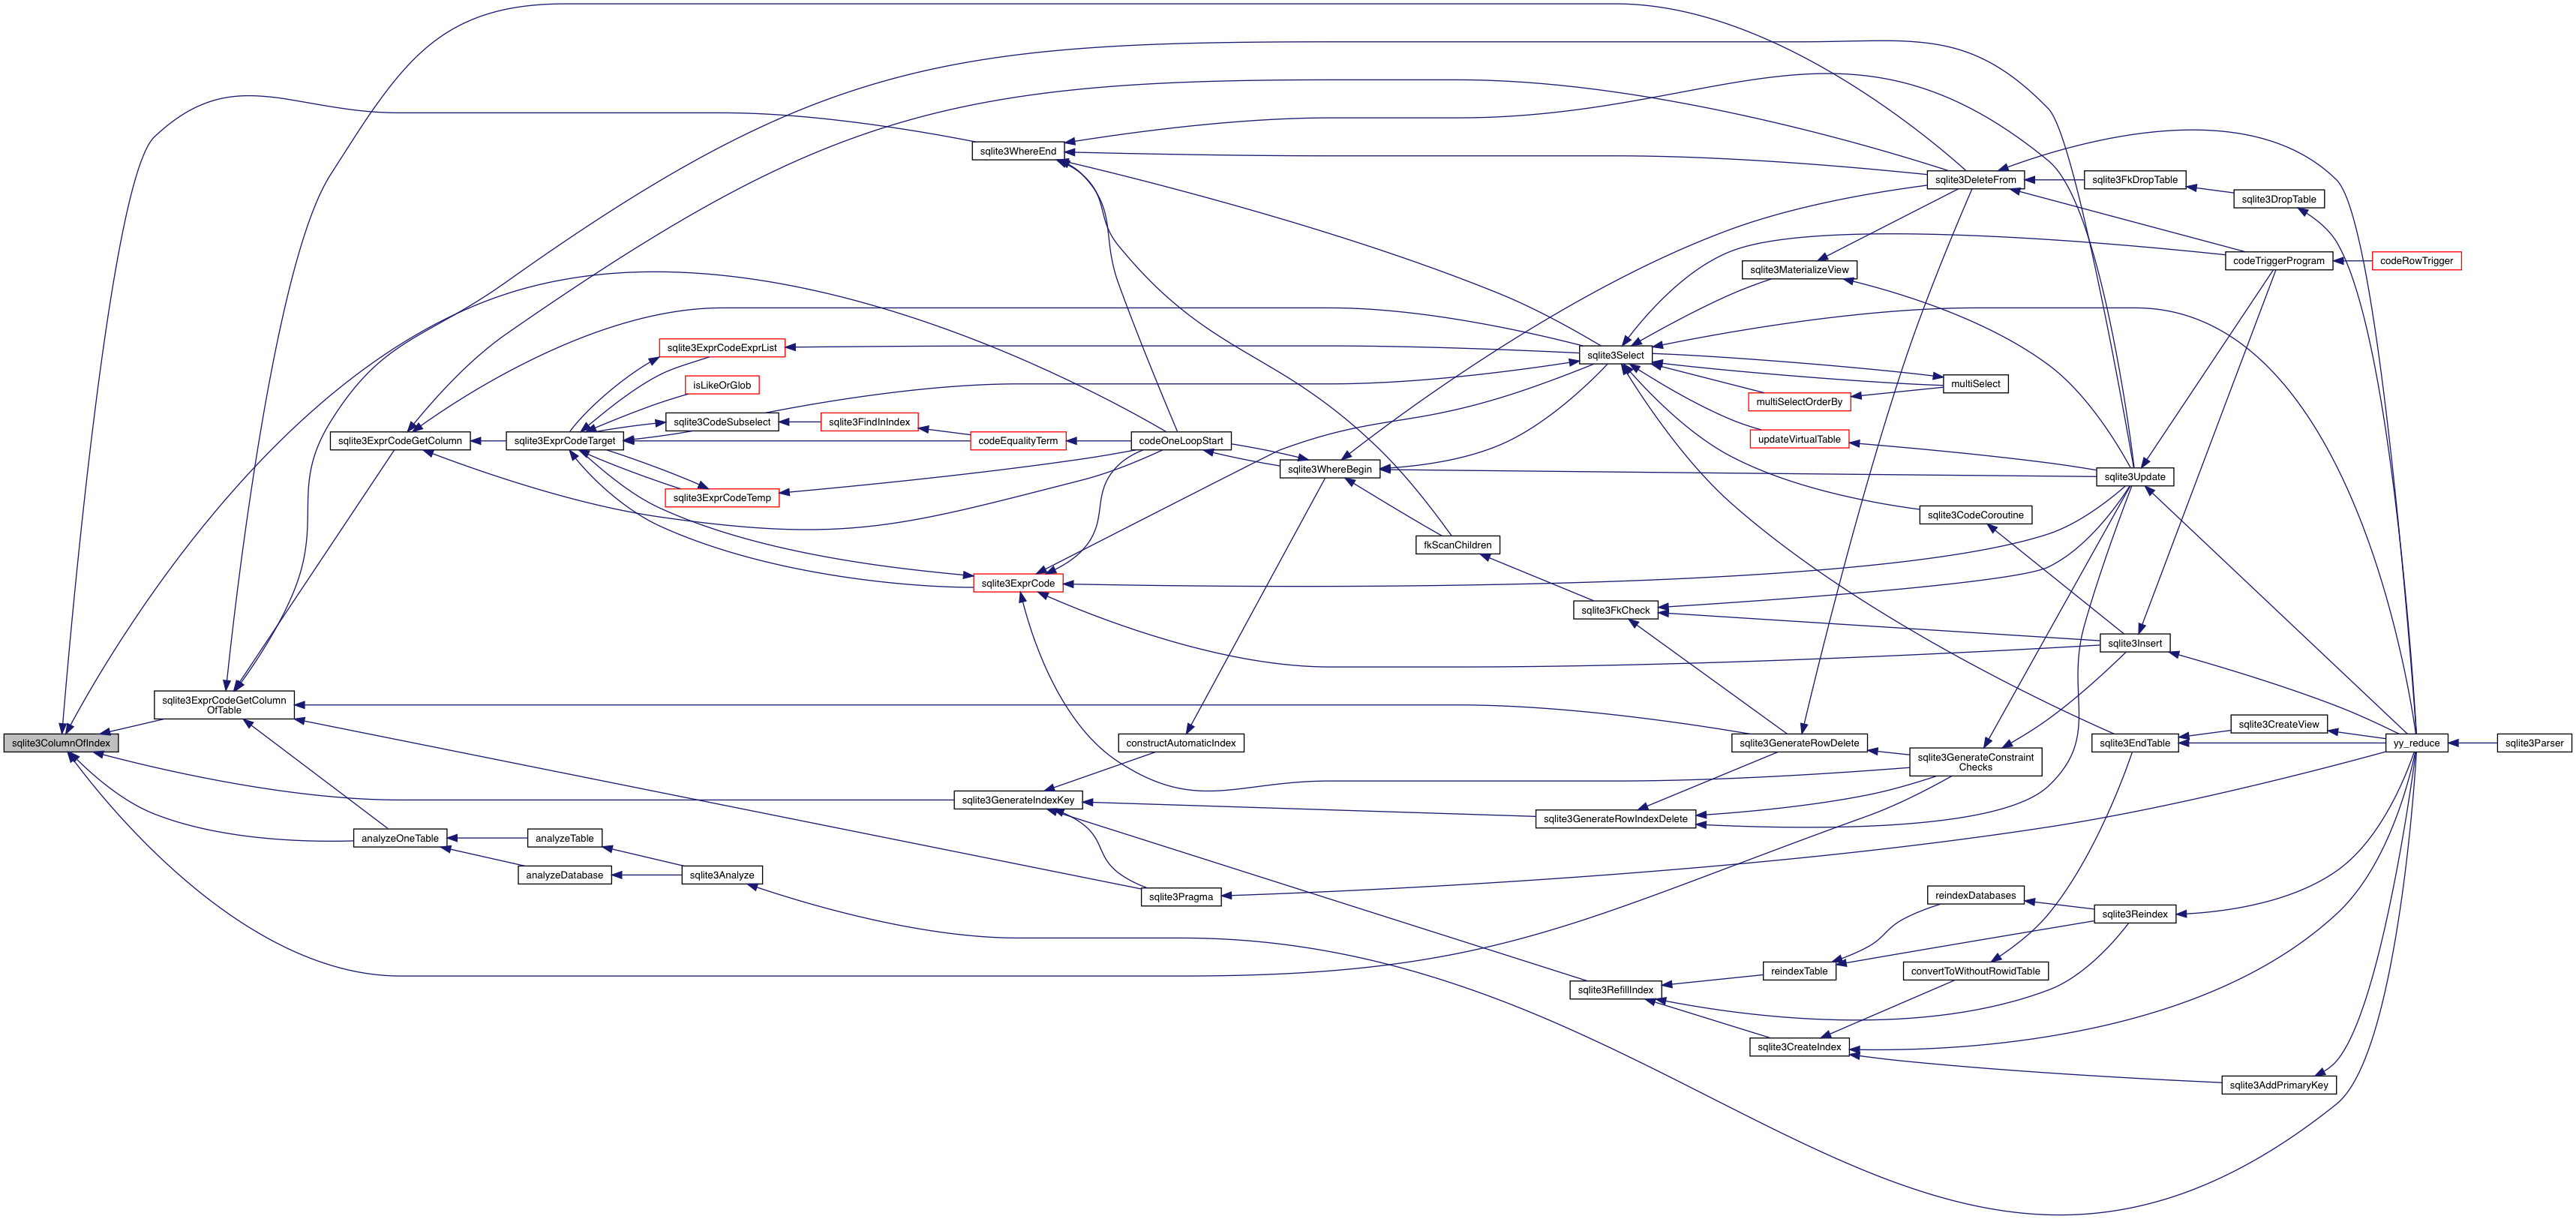 sqlite3WhereEnd
sqlite3DeleteFrom
sqlite3FkDropTable
sqlite3DropTable
codeTriggerProgram
codeRowTrigger
sqlite3MaterializeView
sqlite3ExprCodeExprList
sqlite3Select
isLikeOrGlob
multiSelect
multiSelectOrderBy
sqlite3CodeSubselect
sqlite3FindInIndex
sqlite3ExprCodeGetColumn
sqlite3ExprCodeTarget
codeEqualityTerm
codeOneLoopStart
updateVirtualTable
sqlite3WhereBegin
sqlite3Update
sqlite3ExprCodeTemp
sqlite3CodeCoroutine
fkScanChildren
sqlite3ExprCode
sqlite3FkCheck
sqlite3Insert
sqlite3ExprCodeGetColumn
OfTable
sqlite3CreateView
sqlite3ColumnOfIndex
constructAutomaticIndex
sqlite3GenerateRowDelete
sqlite3EndTable
yy_reduce
sqlite3Parser
sqlite3GenerateConstraint
Checks
sqlite3GenerateIndexKey
sqlite3GenerateRowIndexDelete
analyzeOneTable
analyzeTable
analyzeDatabase
sqlite3Analyze
sqlite3Pragma
reindexDatabases
sqlite3Reindex
reindexTable
convertToWithoutRowidTable
sqlite3RefillIndex
sqlite3CreateIndex
sqlite3AddPrimaryKey